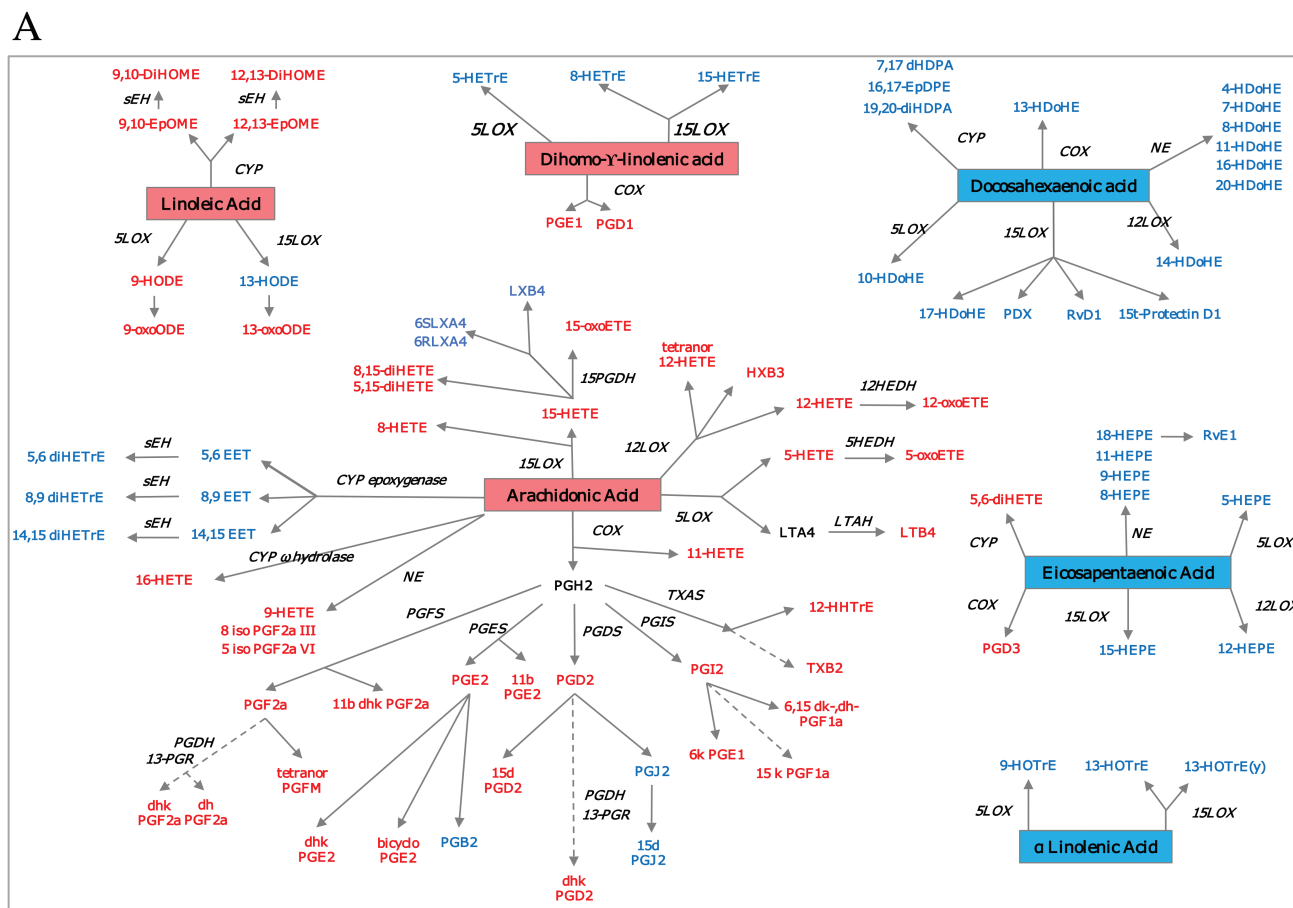 A
9,10-DiHOME
12,13-DiHOME
sEH
sEH
9,10-EpOME
12,13-EpOME
CYP
Linoleic Acid
5LOX
15LOX
9-HODE
13-HODE
9-oxoODE
13-oxoODE
5-HETrE
8-HETrE
15-HETrE
5LOX
15LOX
Dihomo-ϒ-linolenic acid
COX
PGE1
PGD1
7,17 dHDPA
16,17-EpDPE
19,20-diHDPA
13-HDoHE
4-HDoHE
7-HDoHE
8-HDoHE
11-HDoHE
16-HDoHE
20-HDoHE
CYP
COX
NE
Docosahexaenoic acid
5LOX
15LOX
12LOX
10-HDoHE
14-HDoHE
17-HDoHE
PDX
RvD1
15t-Protectin D1
LXB4
6SLXA4
6RLXA4
15-oxoETE
8,15-diHETE
5,15-diHETE
15PGDH
15-HETE
8-HETE
15LOX
tetranor
12-HETE
HXB3
12-HETE
12HEDH
12-oxoETE
12LOX
5-HETE
5HEDH
5-oxoETE
Arachidonic Acid
5LOX
LTA4
LTAH
LTB4
5,6 diHETrE
sEH
5,6 EET
8,9 diHETrE
sEH
8,9 EET
14,15 diHETrE
sEH
14,15 EET
CYP epoxygenase
CYP ω hydrolase
16-HETE
NE
9-HETE
8 iso PGF2a III
5 iso PGF2a VI
COX
11-HETE
PGH2
PGFS
PGES
PGDS
PGIS
TXAS
12-HHTrE
TXB2
PGF2a
11b dhk PGF2a
PGE2
11b
PGE2
PGD2
PGI2
6,15 dk-,dh-
PGF1a
6k PGE1
15 k PGF1a
PGDH
13-PGR
dhk
PGF2a
dh
PGF2a
tetranor
PGFM
dhk
PGE2
bicyclo
PGE2
PGB2
15d
PGD2
PGDH
13-PGR
dhk
PGD2
PGJ2
15d
PGJ2
18-HEPE
RvE1
11-HEPE
9-HEPE
8-HEPE
5,6-diHETE
5-HEPE
CYP
NE
5LOX
Eicosapentaenoic Acid
COX
15LOX
12LO
PGD3
15-HEPE
12-HEPE
9-HOTrE
13-HOTrE
13-HOTrE(y)
5LOX
15LOX
α Linolenic Acid